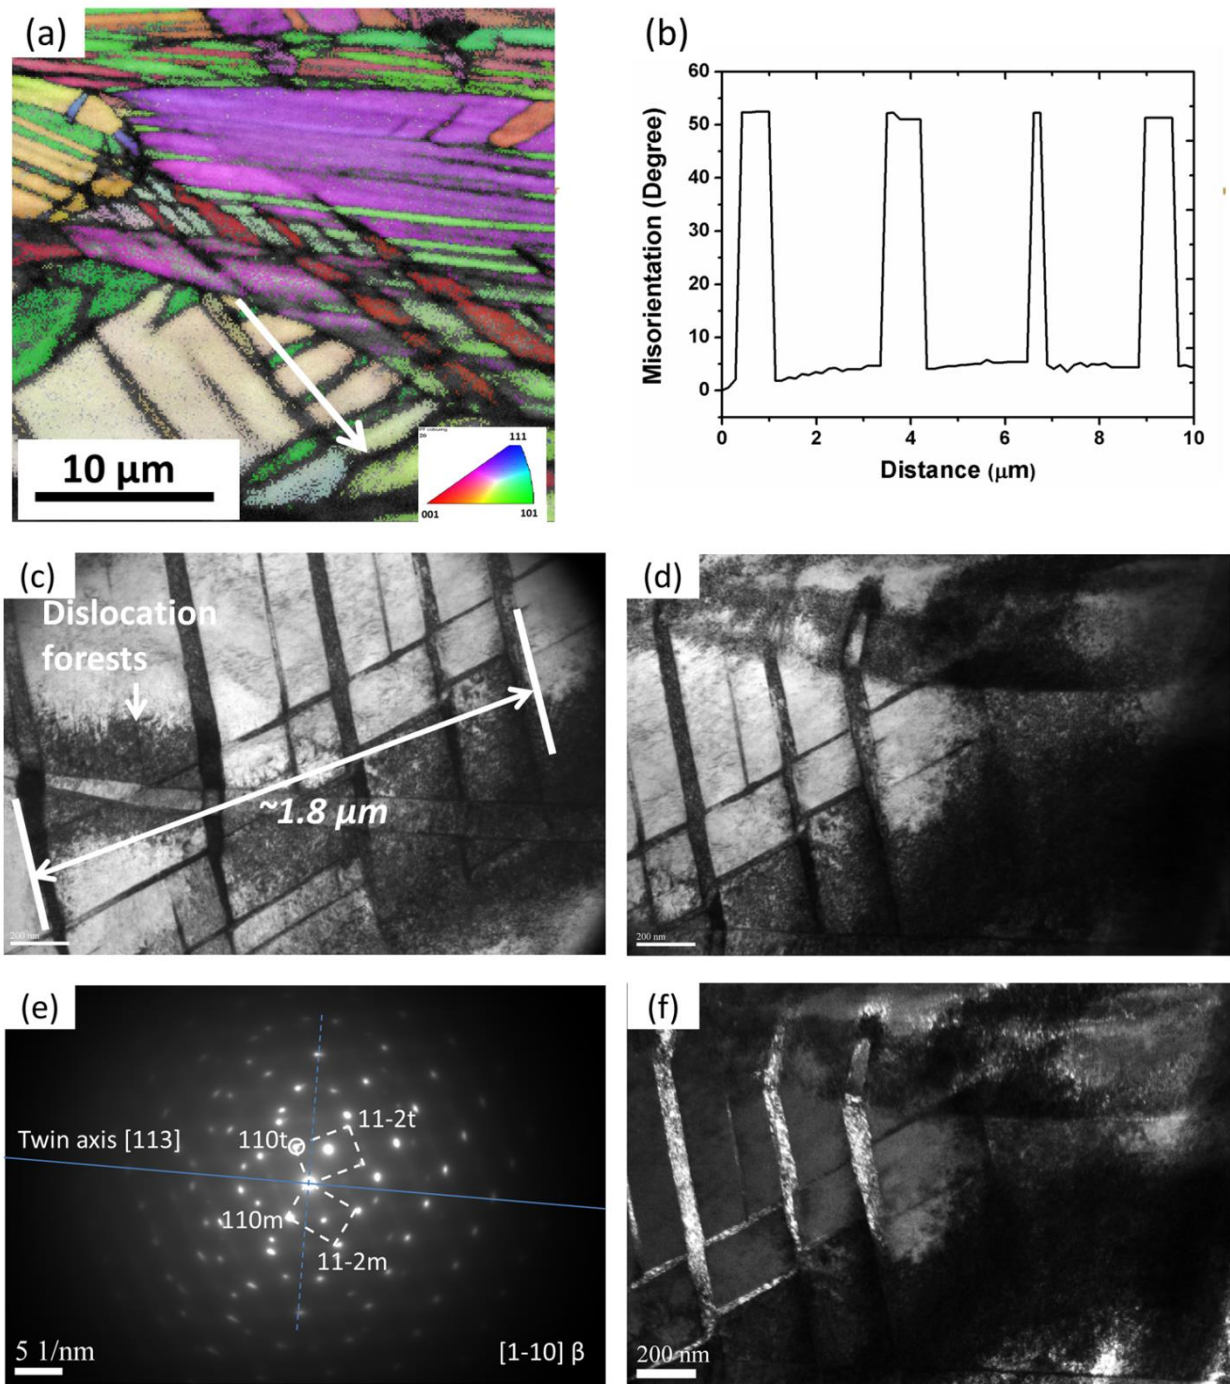 (a)
10 μm
111
001
101
(b)
60
50
40
30
20
10
0
Misorientation (Degree)
0
2
4
6
8
10
Distance (μm)
(c)
Dislocation
forests
~1.8 μm
200 nm
(d)
200 nm
(e)
11-2t
110t
Twin axis [113]
110m
11-2m
5 1/nm
[1-10] β
(f)
200 nm